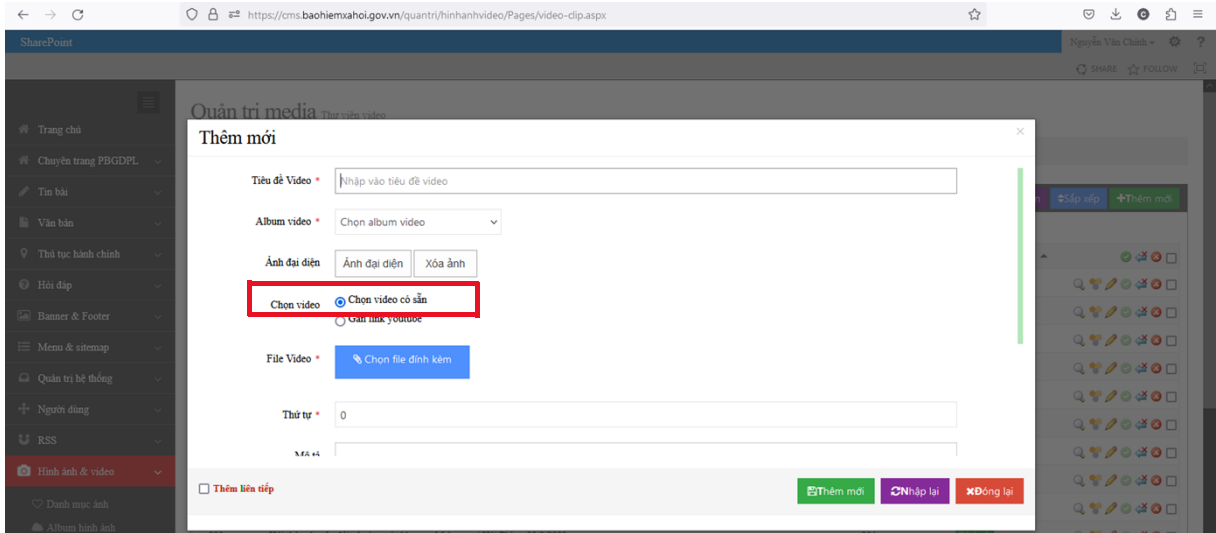 https://cms.baohiemxahoi.gov.vn/quantri/hinhanhvideo/Pages/video-clip.aspx
SharePoint
Nguyễn Văn Chinh
SHARE
FOLLOW
Quản trị media Thư viện video
Thêm mới
×
Trang chủ
Chuyên trang PBGDPL
Tin bài
Văn bản
Thủ tục hành chính
Hỏi đáp
Banner & Footer
Menu & sitemap
Quản trị hệ thống
Người dùng
RSS
Hình ảnh & video
Danh mục ảnh
Album hình ảnh
Tiêu đề Video *
Nhập vào tiêu đề video
Album video *
Chọn album video
Ảnh đại diện
Ảnh đại diện
Xóa ảnh
Chọn video
Chọn video có sẵn
Gắn link youtube
File Video *
Chọn file đính kèm
Thứ tự *
0
Mô tả
Sắp xếp
+Thêm mới
Thêm liên tiếp
Thêm mới
Nhập lại
Đóng lại